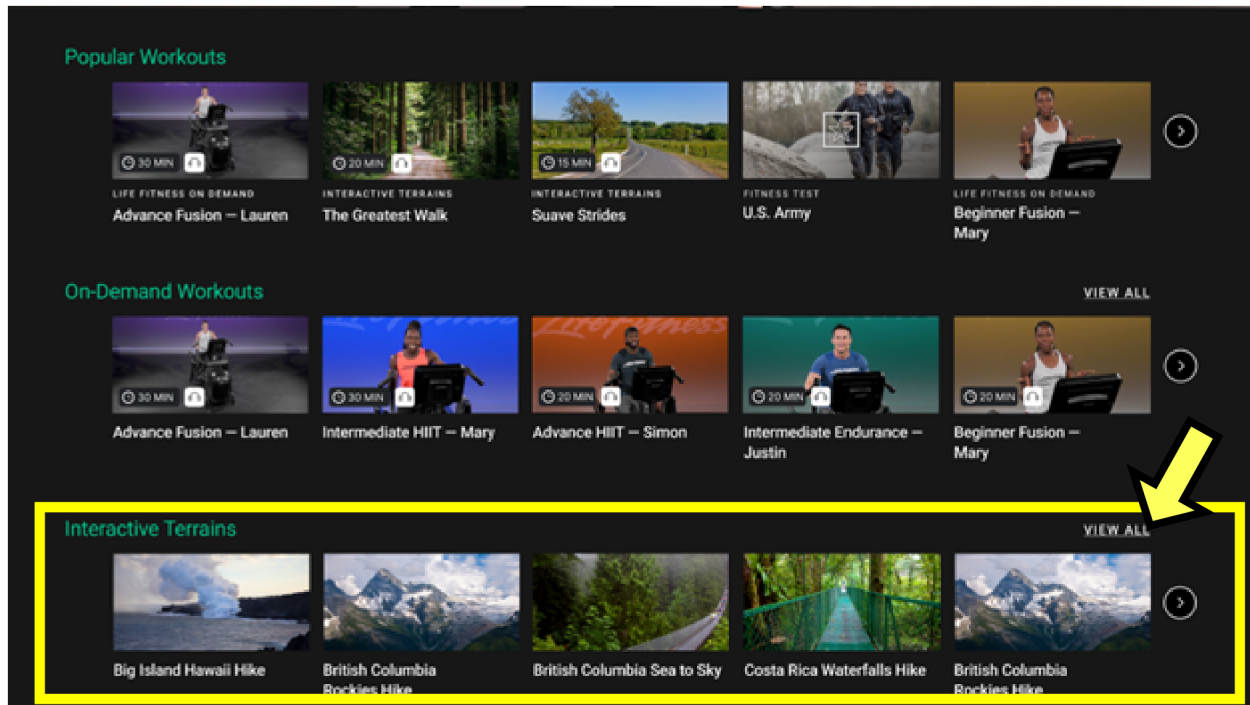 Popular Workouts
30 MIN
20 MIN
15 MIN
LIFE FITNESS ON DEMAND
INTERACTIVE TERRAINS
INTERACTIVE TERRAINS
FITNESS TEST
LIFE FITNESS ON DEMAND
Advance Fusion — Lauren
The Greatest Walk
Suave Strides
U.S. Army
Beginner Fusion —
Mary
On-Demand Workouts
VIEW ALL
LifeFitness
30 MIN
30 MIN
20 MIN
20 MIN
20 MIN
Advance Fusion — Lauren
Intermediate HIIT — Mary
Advance HIIT — Simon
Intermediate Endurance —
Justin
Beginner Fusion —
Mary
Interactive Terrains
VIEW ALL
Big Island Hawaii Hike
British Columbia
Rockies Hike
British Columbia Sea to Sky
Costa Rica Waterfalls Hike
British Columbia
Rockies Hike